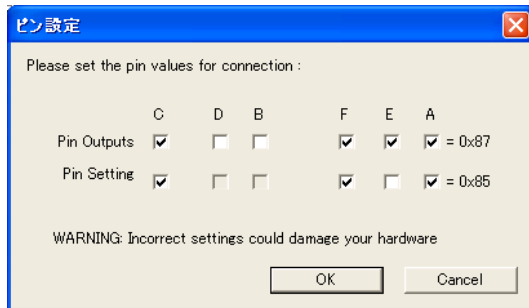 ピン設定
Please set the pin values for connection :
C D B F E A
Pin Outputs = 0x87
Pin Setting = 0x85
WARNING: Incorrect settings could damage your hardware
OK Cancel